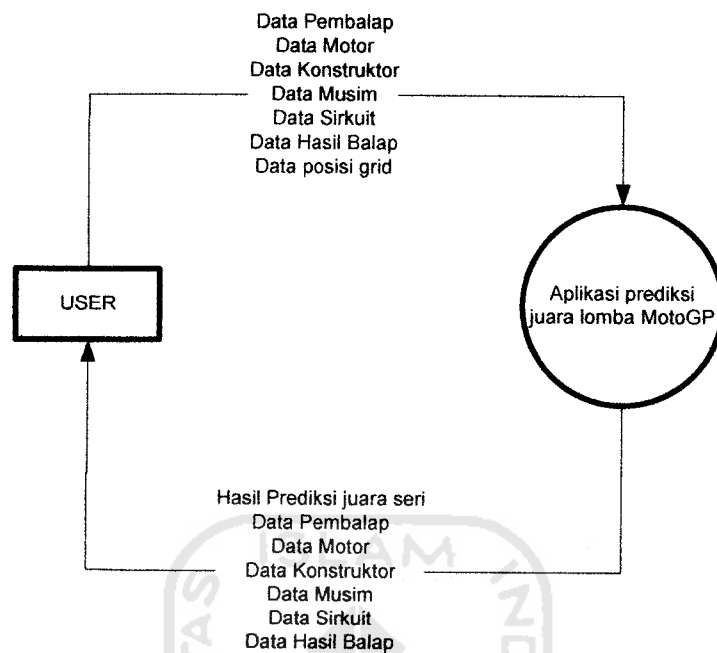 Data Pembalap
Data Motor
Data Konstruktor
Data Musim
Data Sirkuit
Data Hasil Balap
Data posisi grid
USER
Aplikasi prediksi
juara lomba MotoGP
Hasil Prediksi juara seri
Data Pembalap
Data Motor
Data Konstruktor
Data Musim
Data Sirkuit
Data Hasil Balap
ISLAM